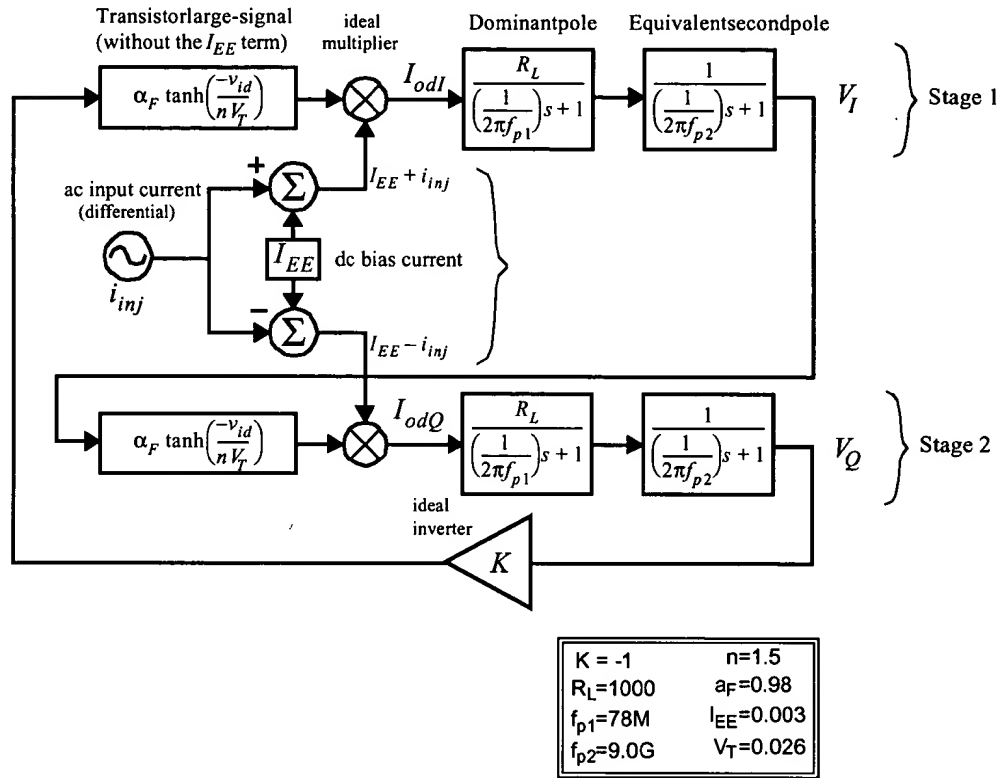 Transistorlarge-signal
(without the I_EE term)
ideal
multiplier
Dominantpole
Equivalentsecondpole
α_F tanh(-v_id / n V_T)
I_odI
R_L / ((1 / 2πf_p1)s + 1)
1 / ((1 / 2πf_p2)s + 1)
V_I
Stage 1
+
Σ
I_EE + i_inj
ac input current
(differential)
i_inj
I_EE
dc bias current
−
Σ
I_EE − i_inj
α_F tanh(-v_id / n V_T)
I_odQ
R_L / ((1 / 2πf_p1)s + 1)
1 / ((1 / 2πf_p2)s + 1)
V_Q
Stage 2
ideal
inverter
K
K = -1 n=1.5
R_L=1000 a_F=0.98
f_p1=78M I_EE=0.003
f_p2=9.0G V_T=0.026